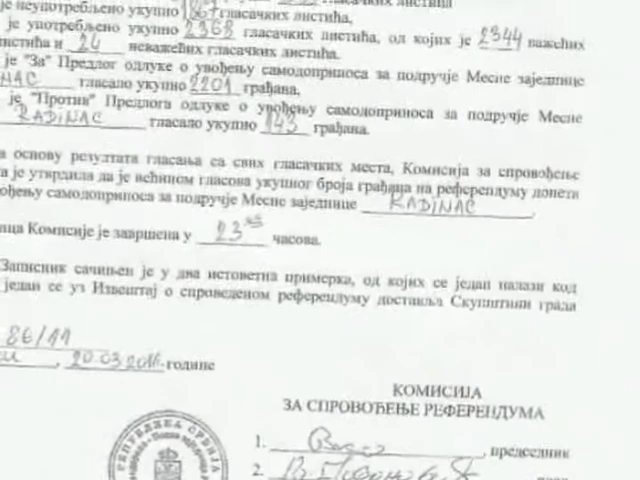 гласачких листића
је неупотребљено укупно 1867 гласачких листића,
је употребљено укупно 2368 гласачких листића, од којих је 2344 важећих
листића и 24 неважећих гласачких листића.
је "За" Предлог одлуке о увођењу самодоприноса за подручје Месне заједнице
гласало укупно 2201 грађана,
је "Против" Предлога одлуке о увођењу самодоприноса за подручје Месне
RADINAC гласало укупно 143 грађана.
а основу резултата гласања са свих гласачких места, Комисија за спровођење
а је утврдила да је већином гласова укупног броја грађана на референдуму донета
вођењу самодоприноса за подручје Месне заједнице RADINAC
ица Комисије је завршена у 23 часова.
Записник сачињен је у два истоветна примерка, од којих се један налази код
један се уз Извештај о спроведеном референдуму доставља Скупштини града
86/11
, 20.03.2011. године
КОМИСИЈА
ЗА СПРОВОЂЕЊЕ РЕФЕРЕНДУМА
РЕПУБЛИКА СРБИЈА
1. , председник
2.